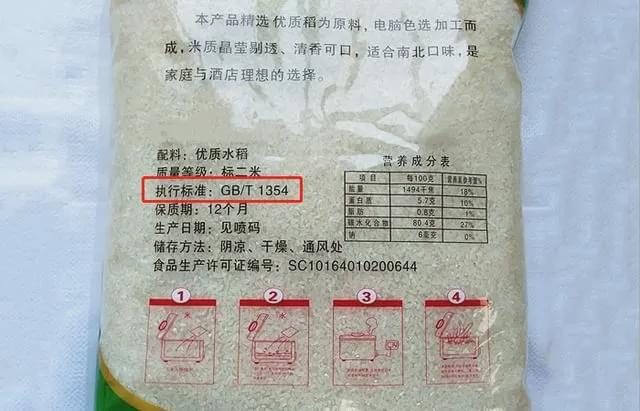 本产品精选优质稻为原料，电脑色选加工而
成，米质晶莹剔透、清香可口，适合南北口味，是
家庭与酒店理想的选择。
配料：优质水稻
质量等级：标二米
执行标准：GB/T 1354
保质期：12个月
生产日期：见喷码
储存方法：阴凉、干燥、通风处
食品生产许可证编号：SC10164010200644
营养成分表
项目 每100克 营养素参考值%
能量 1494千焦 18%
蛋白质 5.7克 10%
脂肪 0.8克 1%
碳水化合物 80.4克 27%
钠 6毫克 0%
1 2 3 4
米 水